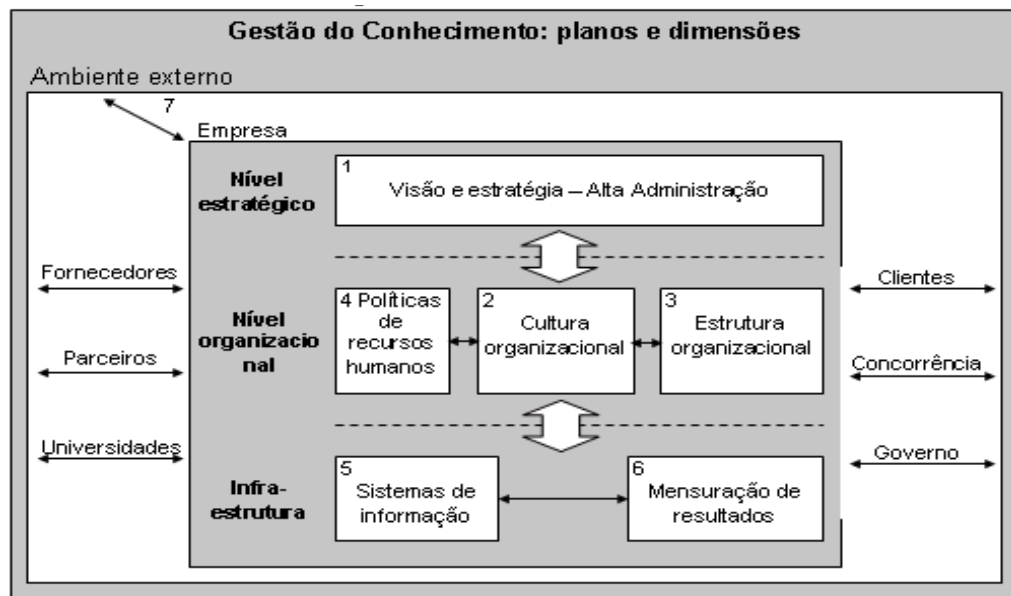 Gestão do Conhecimento: planos e dimensões
Ambiente externo
7
Empresa
Nível
estratégico
1
Visão e estratégia – Alta Administração
Fornecedores
Parceiros
Universidades
Nível
organizacio
nal
4 Políticas
de
recursos
humanos
2
Cultura
organizacional
3
Estrutura
organizacional
Clientes
Concorrência
Governo
Infra-
estrutura
5
Sistemas de
informação
6
Mensuração de
resultados